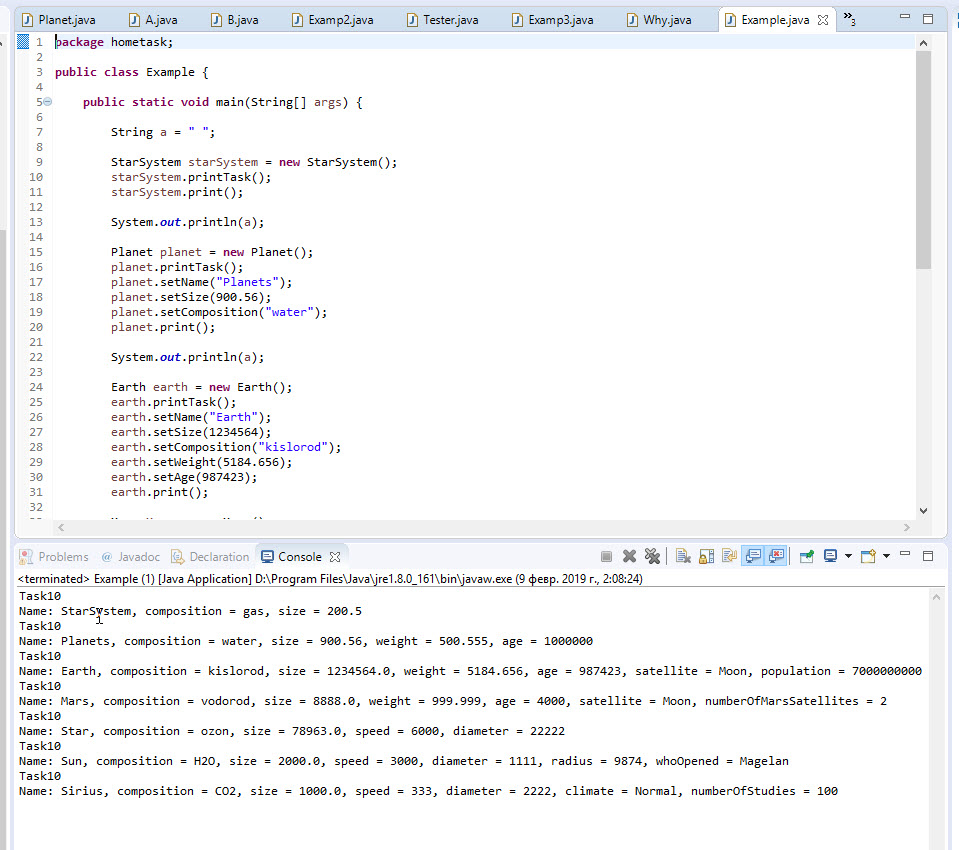 Planet.java A.java B.java Examp2.java Tester.java Examp3.java Why.java Example.java »3
1 package hometask;
2
3 public class Example {
4
5 public static void main(String[] args) {
6
7 String a = " ";
8
9 StarSystem starSystem = new StarSystem();
10 starSystem.printTask();
11 starSystem.print();
12
13 System.out.println(a);
14
15 Planet planet = new Planet();
16 planet.printTask();
17 planet.setName("Planets");
18 planet.setSize(900.56);
19 planet.setComposition("water");
20 planet.print();
21
22 System.out.println(a);
23
24 Earth earth = new Earth();
25 earth.printTask();
26 earth.setName("Earth");
27 earth.setSize(1234564);
28 earth.setComposition("kislorod");
29 earth.setWeight(5184.656);
30 earth.setAge(987423);
31 earth.print();
32
Problems @ Javadoc Declaration Console
<terminated> Example (1) [Java Application] D:\Program Files\Java\jre1.8.0_161\bin\javaw.exe (9 февр. 2019 г., 2:08:24)
Task10
Name: StarSystem, composition = gas, size = 200.5
Task10
Name: Planets, composition = water, size = 900.56, weight = 500.555, age = 1000000
Task10
Name: Earth, composition = kislorod, size = 1234564.0, weight = 5184.656, age = 987423, satellite = Moon, population = 7000000000
Task10
Name: Mars, composition = vodorod, size = 8888.0, weight = 999.999, age = 4000, satellite = Moon, numberOfMarsSatellites = 2
Task10
Name: Star, composition = ozon, size = 78963.0, speed = 6000, diameter = 22222
Task10
Name: Sun, composition = H2O, size = 2000.0, speed = 3000, diameter = 1111, radius = 9874, whoOpened = Magelan
Task10
Name: Sirius, composition = CO2, size = 1000.0, speed = 333, diameter = 2222, climate = Normal, numberOfStudies = 100